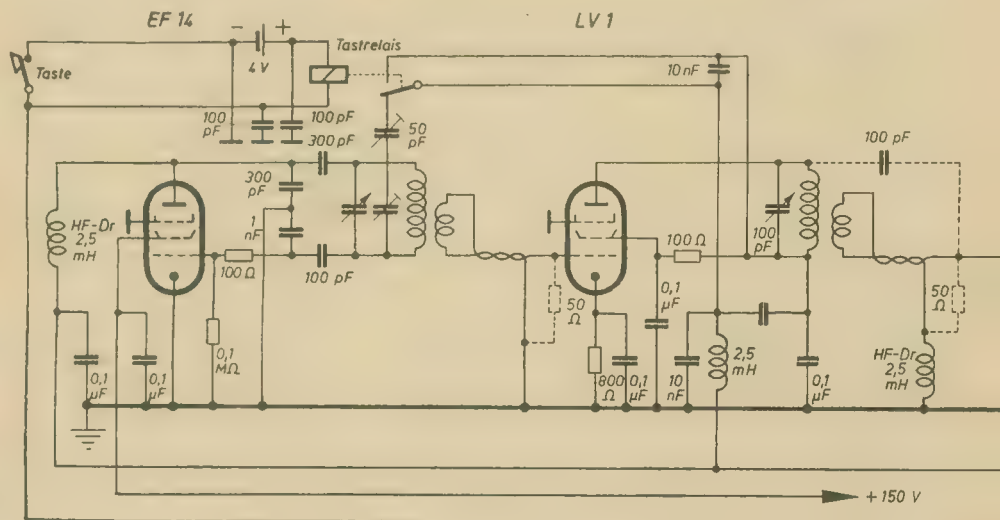 EF 14
LV 1
- +
4 V
Tastrelais
Taste
100
pF
100 pF
300 pF
50
pF
10 nF
100 pF
300
pF
1
nF
HF-Dr
2,5
mH
100 Ω
100 pF
100 Ω
100
pF
50
Ω
0,1
µF
50
Ω
0,1
µF
0,1
µF
0,1
MΩ
800
Ω
0,1
µF
10
nF
2,5
mH
0,1
µF
HF-Dr
2,5
mH
+ 150 V